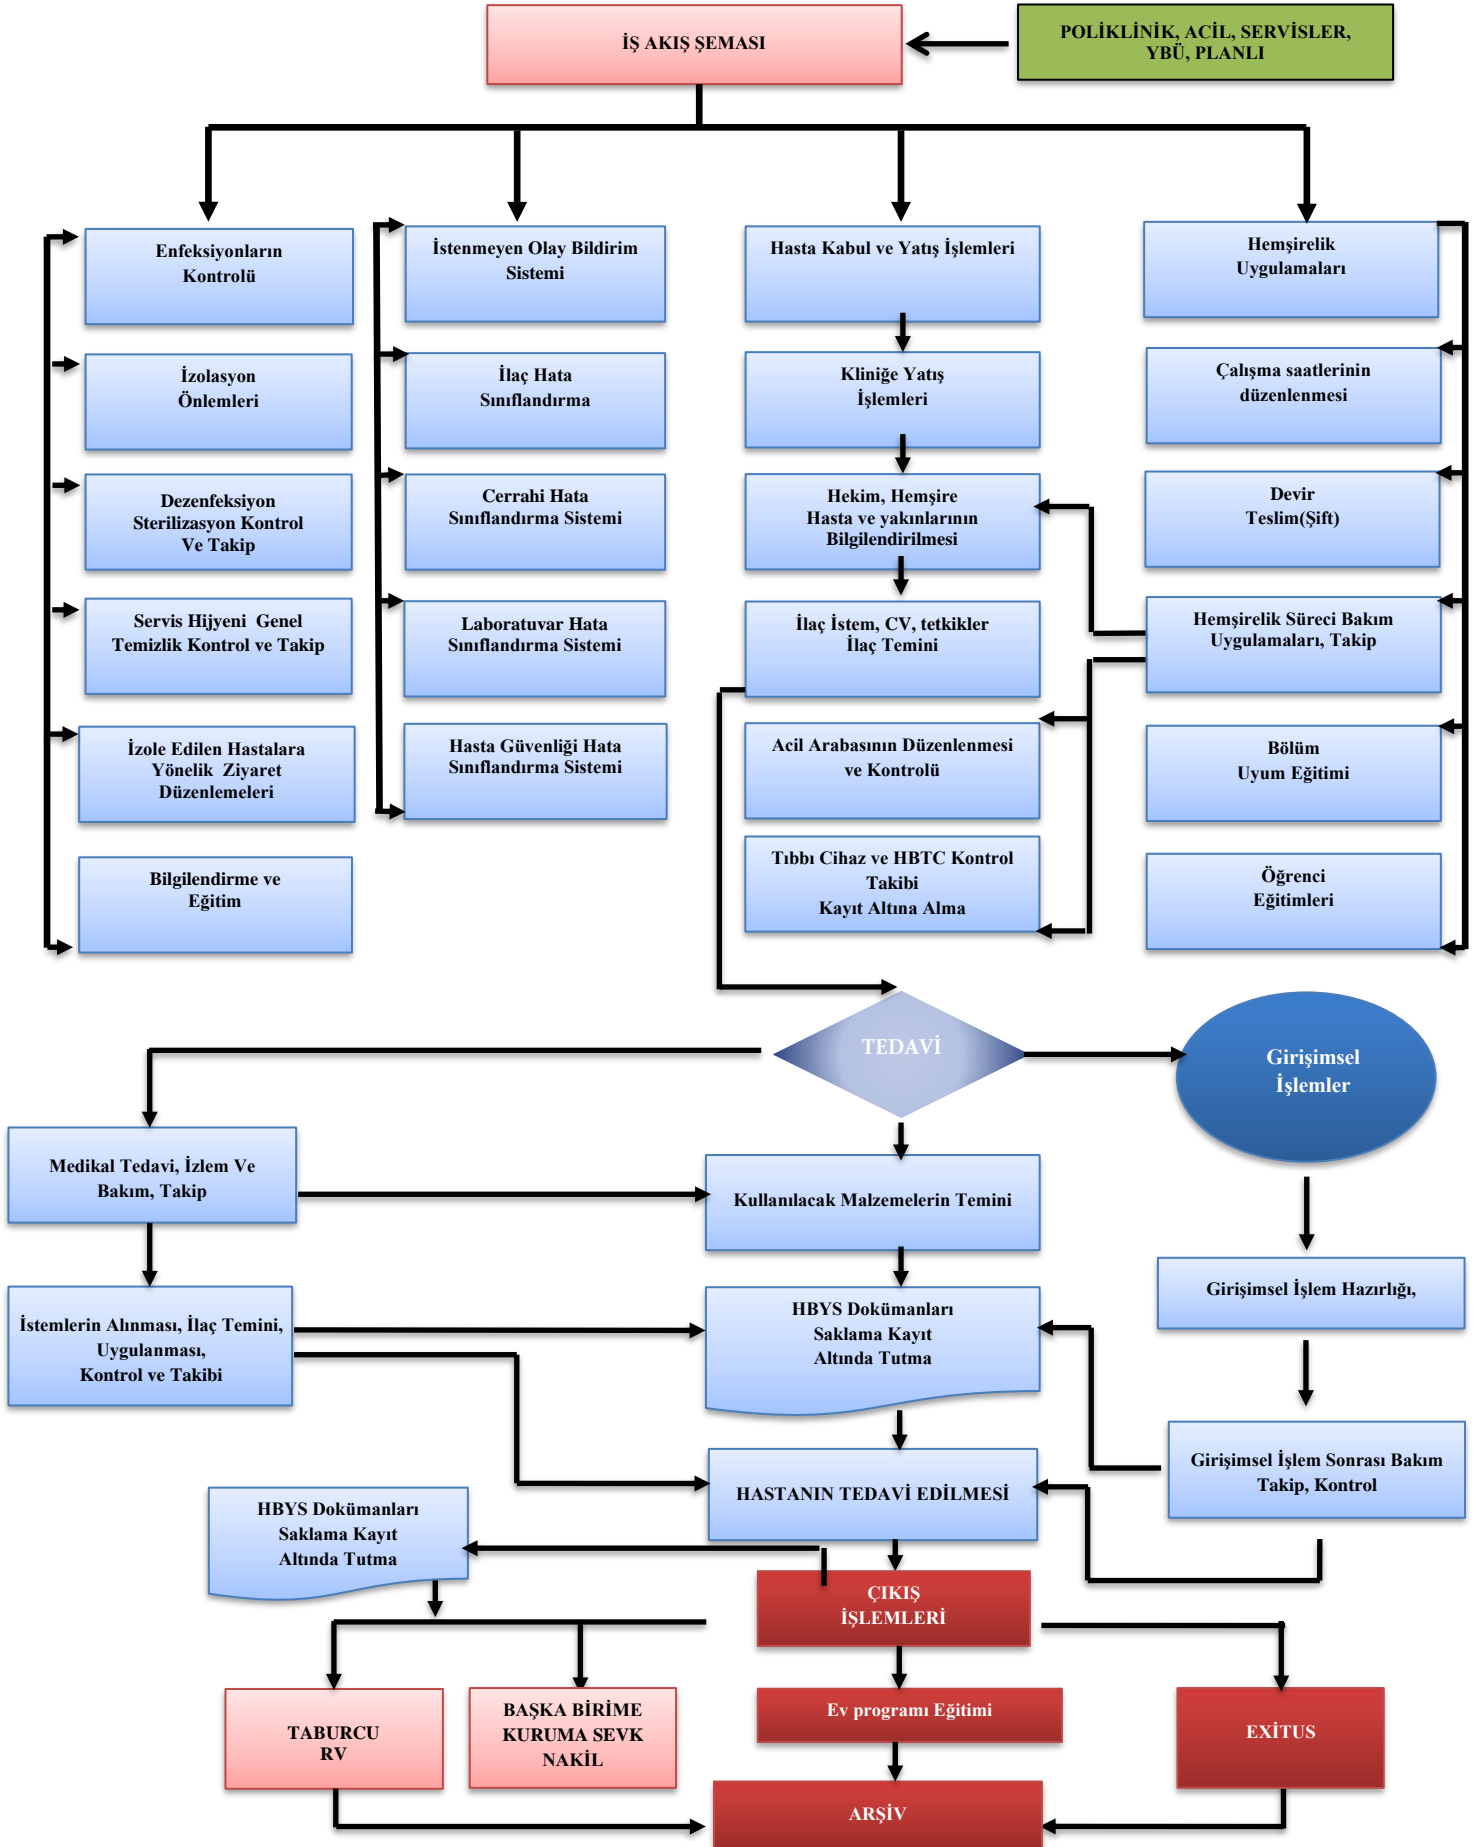 İŞ AKIŞ ŞEMASI
POLİKLİNİK, ACİL, SERVİSLER,
YBÜ, PLANLI
Enfeksiyonların
Kontrolü
İstenmeyen Olay Bildirim
Sistemi
Hasta Kabul ve Yatış İşlemleri
Hemşirelik
Uygulamaları
İzolasyon
Önlemleri
İlaç Hata
Sınıflandırma
Kliniğe Yatış
İşlemleri
Çalışma saatlerinin
düzenlenmesi
Dezenfeksiyon
Sterilizasyon Kontrol
Ve Takip
Cerrahi Hata
Sınıflandırma Sistemi
Hekim, Hemşire
Hasta ve yakınlarının
Bilgilendirilmesi
Devir
Teslim(Şift)
Servis Hijyeni  Genel
Temizlik Kontrol ve Takip
Laboratuvar Hata
Sınıflandırma Sistemi
İlaç İstem, CV, tetkikler
İlaç Temini
Hemşirelik Süreci Bakım
Uygulamaları, Takip
İzole Edilen Hastalara
Yönelik  Ziyaret
Düzenlemeleri
Hasta Güvenliği Hata
Sınıflandırma Sistemi
Acil Arabasının Düzenlenmesi
ve Kontrolü
Bölüm
Uyum Eğitimi
Bilgilendirme ve
Eğitim
Tıbbı Cihaz ve HBTC Kontrol
Takibi
Kayıt Altına Alma
Öğrenci
Eğitimleri
TEDAVİ
Girişimsel
İşlemler
Medikal Tedavi, İzlem Ve
Bakım, Takip
Kullanılacak Malzemelerin Temini
Girişimsel İşlem Hazırlığı,
İstemlerin Alınması, İlaç Temini,
Uygulanması,
Kontrol ve Takibi
HBYS Dokümanları
Saklama Kayıt
Altında Tutma
Girişimsel İşlem Sonrası Bakım
Takip, Kontrol
HASTANIN TEDAVİ EDİLMESİ
HBYS Dokümanları
Saklama Kayıt
Altında Tutma
ÇIKIŞ
İŞLEMLERİ
TABURCU
RV
BAŞKA BİRİME
KURUMA SEVK
NAKİL
Ev programı Eğitimi
EXİTUS
ARŞİV